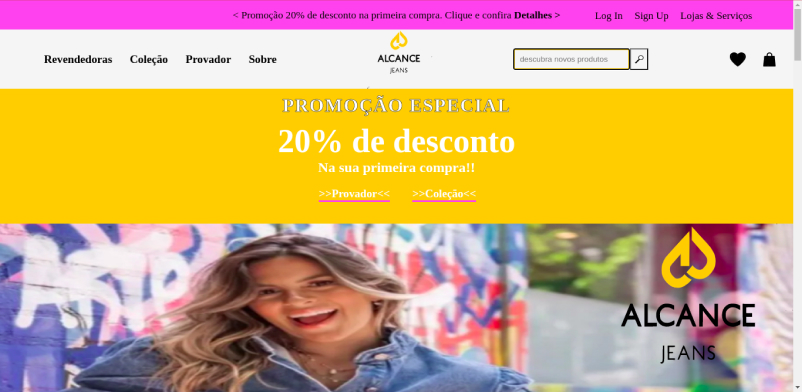 < Promoção 20% de desconto na primeira compra. Clique e confira Detalhes >
Log In Sign Up Lojas & Serviços
Revendedoras Coleção Provador Sobre
ALCANCE
JEANS
descubra novos produtos
PROMOÇÃO ESPECIAL
20% de desconto
Na sua primeira compra!!
>>Provador<< >>Coleção<<
ALCANCE
JEANS